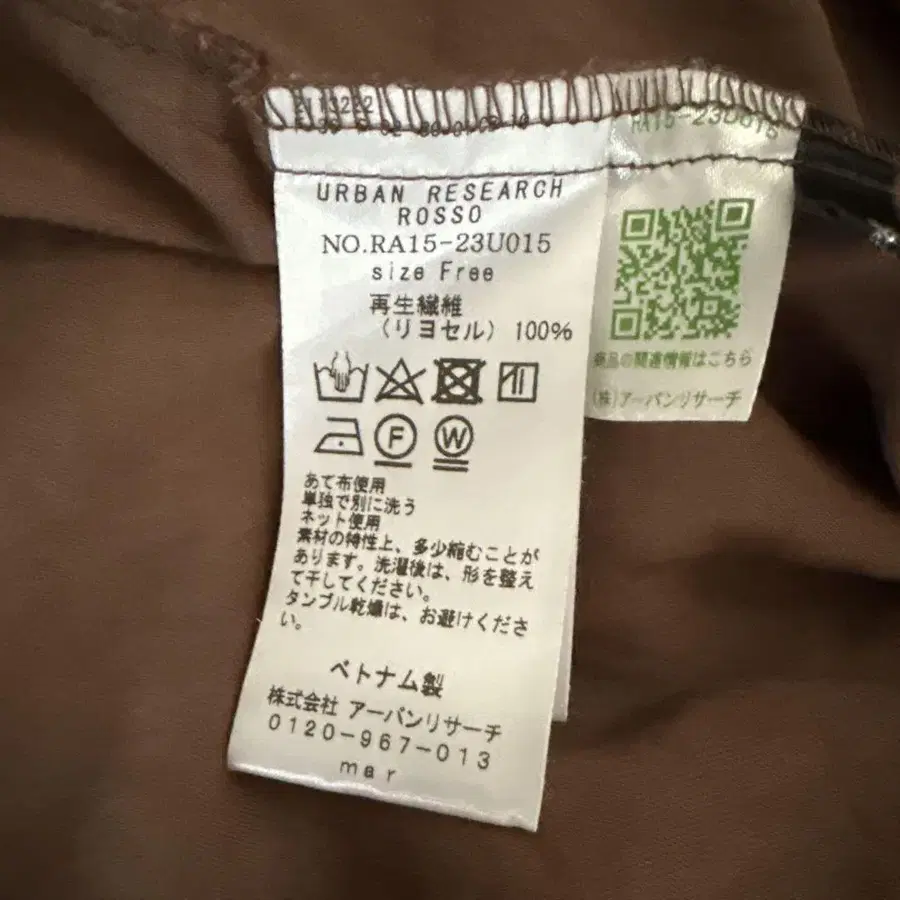 URBAN RESEARCH
ROSSO
NO.RA15-23U015
size Free
再生繊維
(リヨセル) 100%
F W
あて布使用
単独で別に洗う
ネット使用
素材の特性上、多少縮むことが
あります。洗濯後は、形を整え
て干してください。
タンブル乾燥は、お避けくださ
い。
ベトナム製
株式会社 アーバンリサーチ
0120-967-013
mar
RA15-23U015
商品の関連情報はこちら
(株)アーバンリサーチ